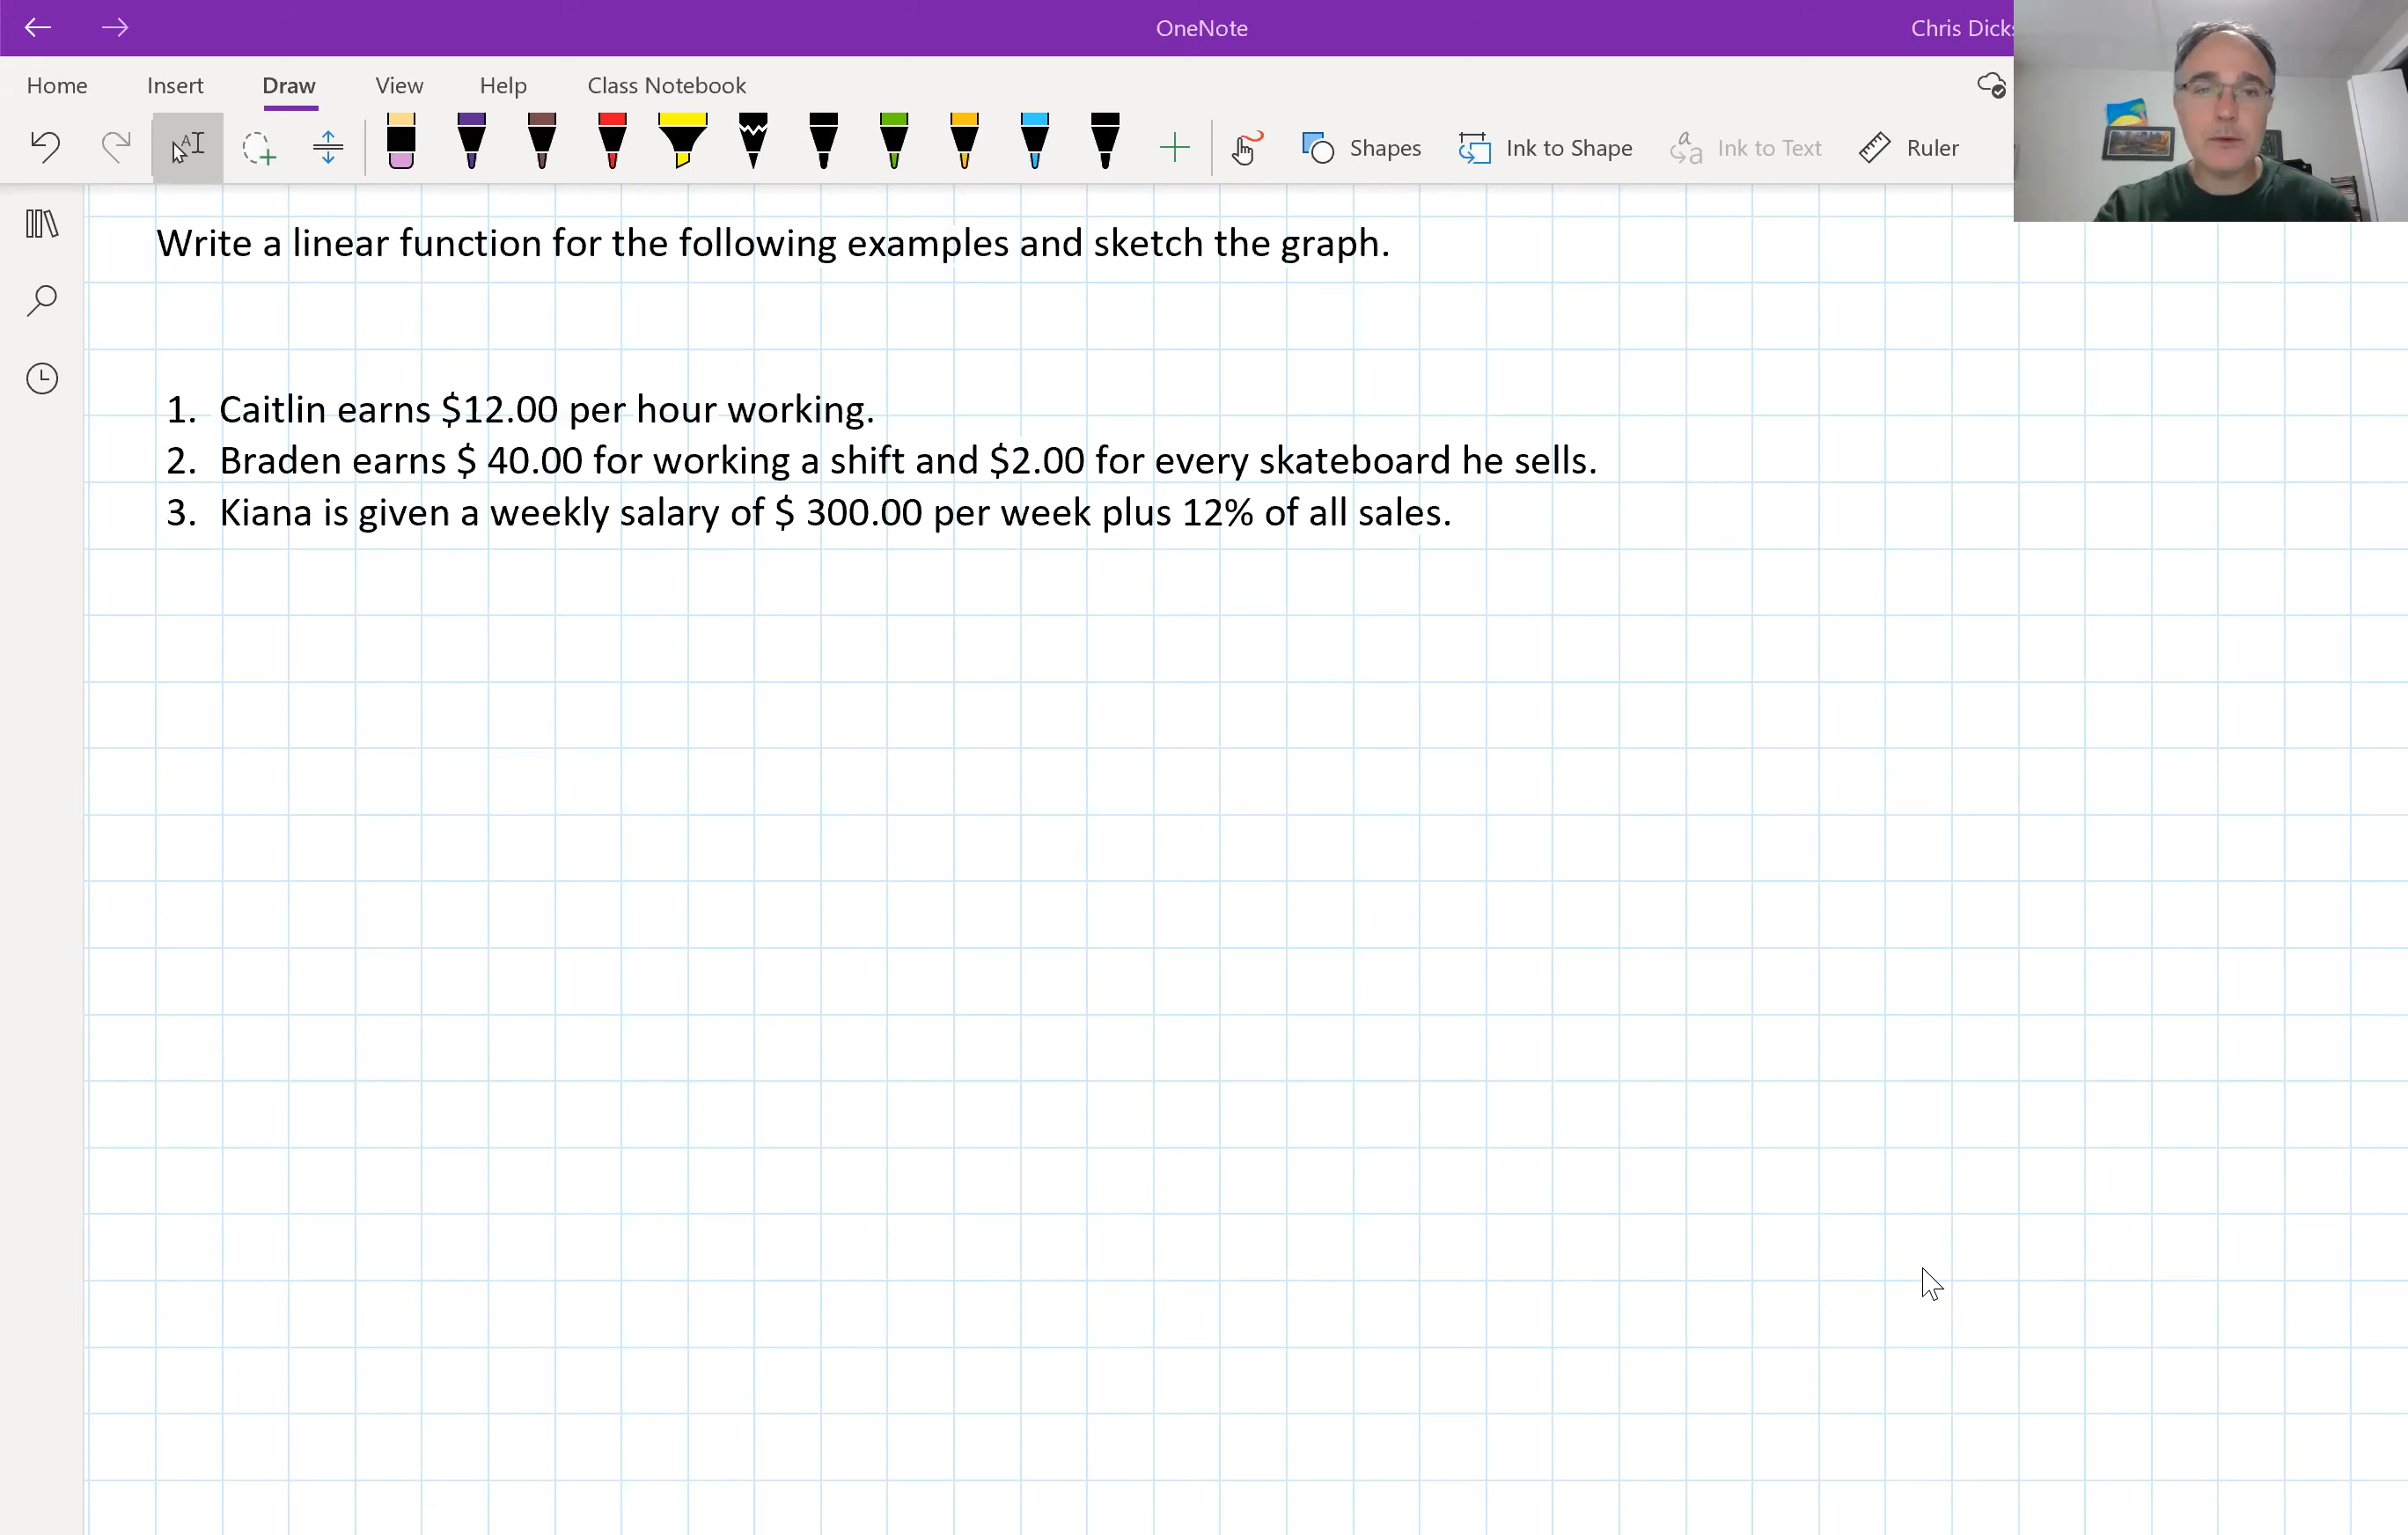 OneNote
Chris Dicks
Home Insert Draw View Help Class Notebook
Shapes Ink to Shape Ink to Text Ruler
Write a linear function for the following examples and sketch the graph.
1. Caitlin earns $12.00 per hour working.
2. Braden earns $ 40.00 for working a shift and $2.00 for every skateboard he sells.
3. Kiana is given a weekly salary of $ 300.00 per week plus 12% of all sales.